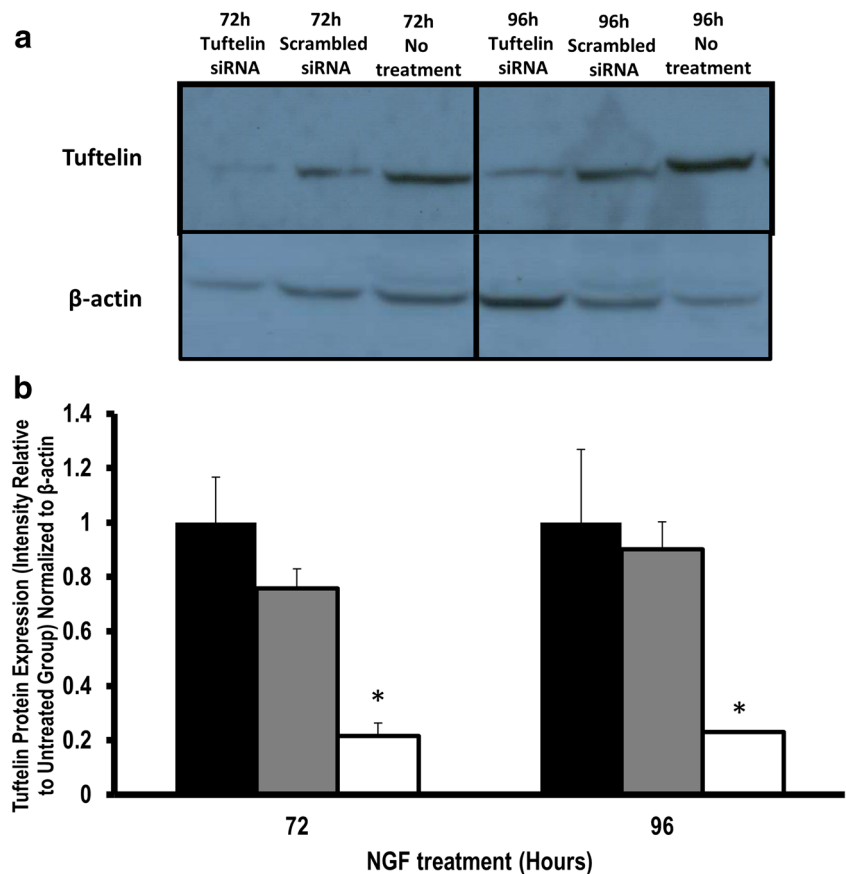 a
72h
Tuftelin
siRNA
72h
Scrambled
siRNA
72h
No
treatment
96h
Tuftelin
siRNA
96h
Scrambled
siRNA
96h
No
treatment
Tuftelin
β-actin
b
Tuftelin Protein Expression (Intensity Relative
to Untreated Group) Normalized to β-actin
1.4
1.2
1
0.8
0.6
0.4
0.2
0
*
*
72
96
NGF treatment (Hours)